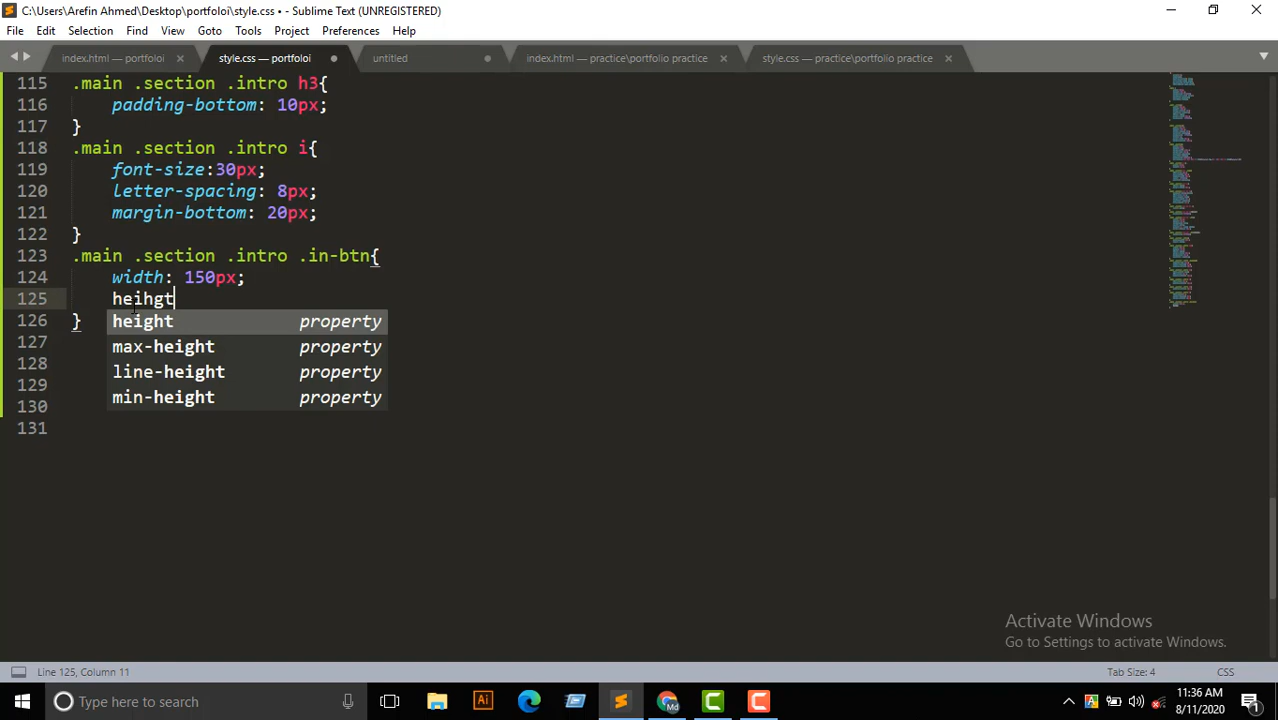 C:\Users\Arefin Ahmed\Desktop\portfoloi\style.css • - Sublime Text (UNREGISTERED)
File Edit Selection Find View Goto Tools Project Preferences Help
index.html — portfoloi style.css — portfoloi untitled index.html — practice\portfolio practice style.css — practice\portfolio practice
115 .main .section .intro h3{
116 padding-bottom: 10px;
117 }
118 .main .section .intro i{
119 font-size:30px;
120 letter-spacing: 8px;
121 margin-bottom: 20px;
122 }
123 .main .section .intro .in-btn{
124 width: 150px;
125 heihgt
126 }
height property
127
max-height property
128
line-height property
129
min-height property
130
131
Activate Windows
Go to Settings to activate Windows.
Line 125, Column 11 Tab Size: 4 CSS
Type here to search
11:36 AM
8/11/2020